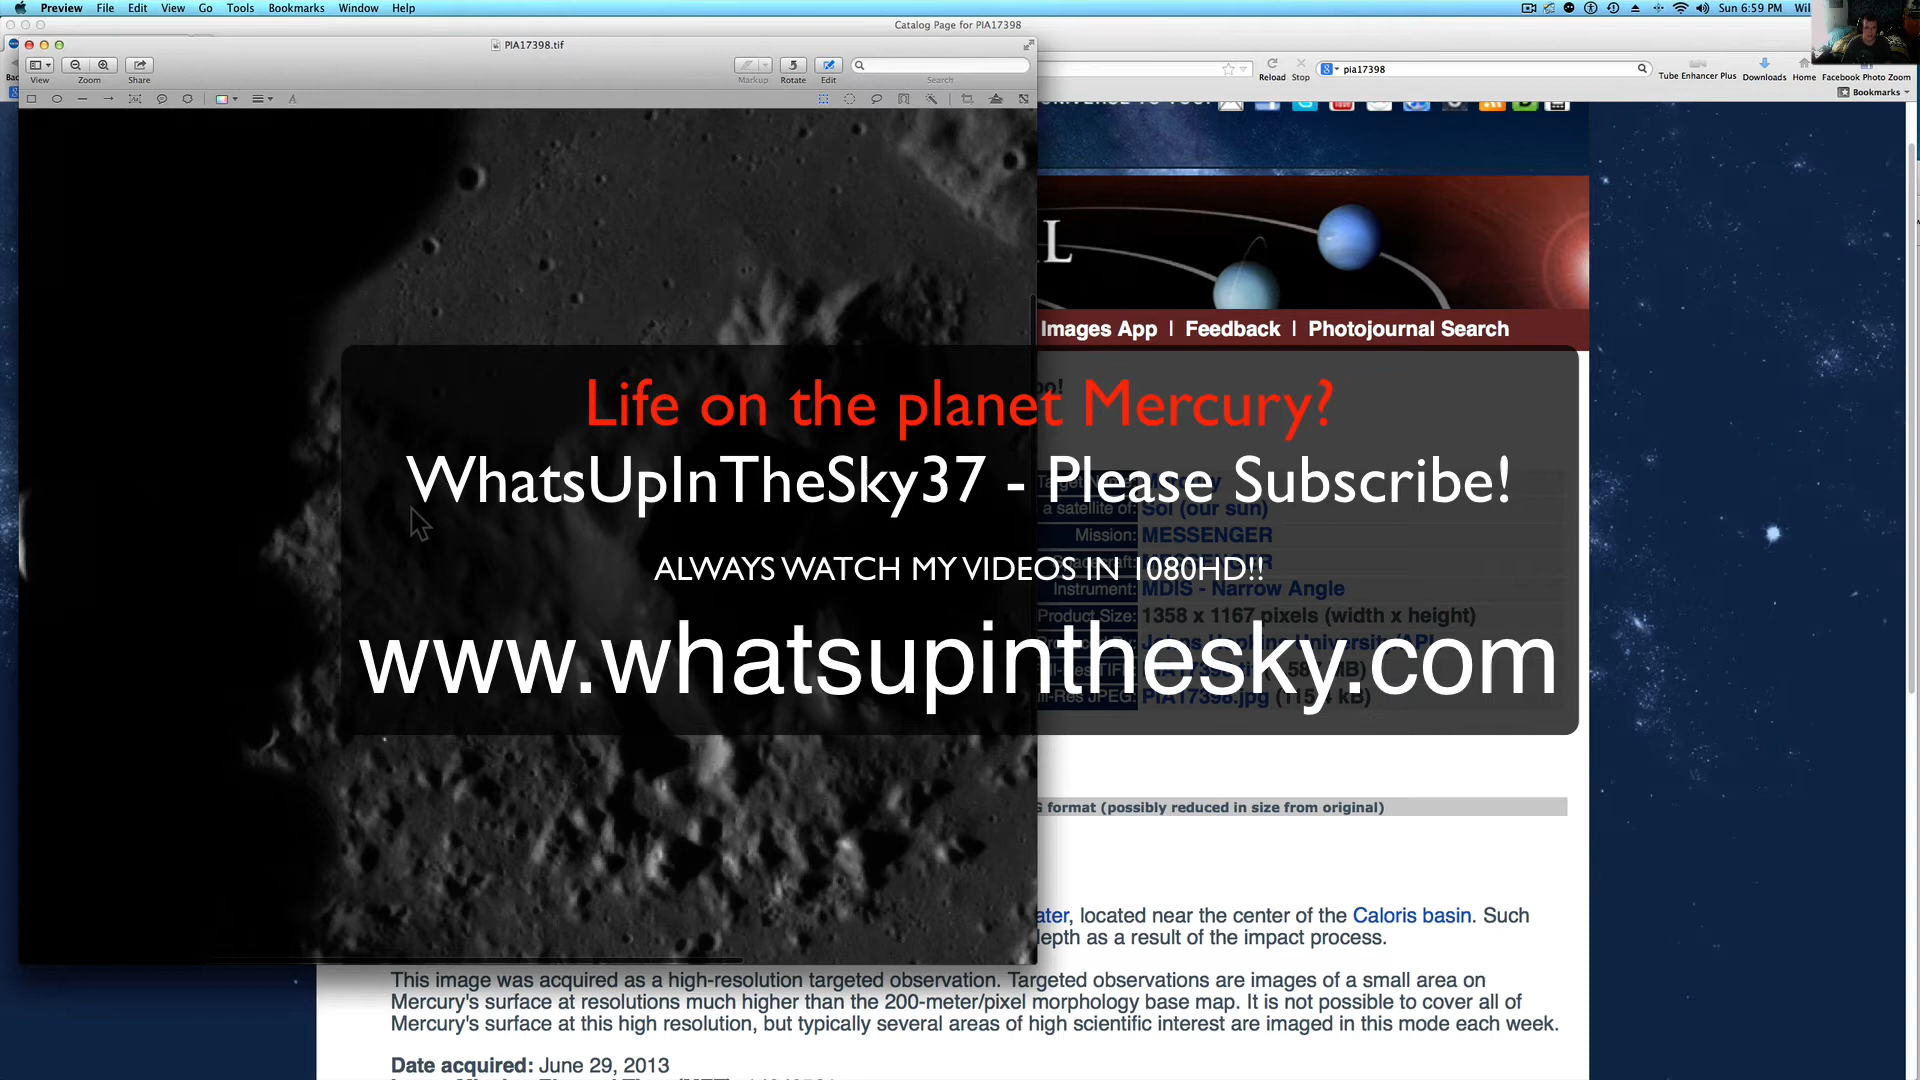 Preview File Edit View Go Tools Bookmarks Window Help
Sun 6:59 PM Wil
Catalog Page for PIA17398
PIA17398.tif
View Zoom Share Markup Rotate Edit Search
pia17398
Reload Stop Tube Enhancer Plus Downloads Home Facebook Photo Zoom
Bookmarks
L
Images App | Feedback | Photojournal Search
Life on the planet Mercury?
WhatsUpInTheSky37 - Please Subscribe!
a satellite of: Sol (our sun)
Mission: MESSENGER
ALWAYS WATCH MY VIDEOS IN 1080HD!!
Instrument: MDIS - Narrow Angle
Product Size: 1358 x 1167 pixels (width x height)
www.whatsupinthesky.com
format (possibly reduced in size from original)
ater, located near the center of the Caloris basin. Such
depth as a result of the impact process.
This image was acquired as a high-resolution targeted observation. Targeted observations are images of a small area on
Mercury's surface at resolutions much higher than the 200-meter/pixel morphology base map. It is not possible to cover all of
Mercury's surface at this high resolution, but typically several areas of high scientific interest are imaged in this mode each week.
Date acquired: June 29, 2013